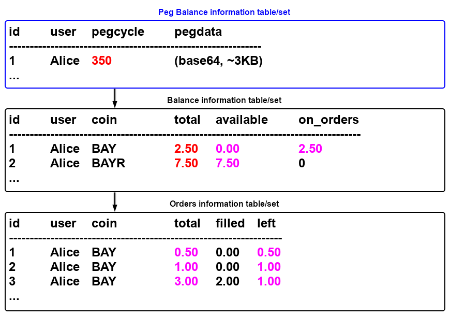 Peg Balance information table/set
id user pegcycle pegdata
-------------------------------------------------------------
1 Alice 350 (base64, ~3KB)
...
Balance information table/set
id user coin total available on_orders
-------------------------------------------------------------------------------------
1 Alice BAY 2.50 0.00 2.50
2 Alice BAYR 7.50 7.50 0
...
Orders information table/set
id user coin total filled left
------------------------------------------------------------------
1 Alice BAY 0.50 0.00 0.50
2 Alice BAY 1.00 0.00 1.00
3 Alice BAY 3.00 2.00 1.00
...